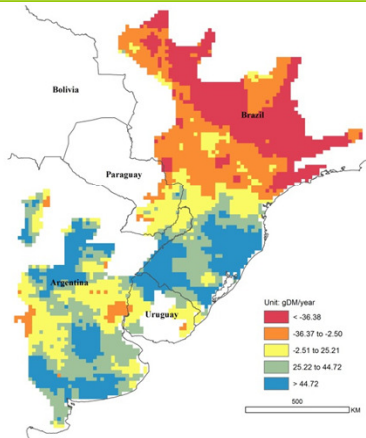 Bolivia
Brazil
Paraguay
Argentina
Uruguay
Unit: gDM/year
< -36.38
-36.37 to -2.50
-2.51 to 25.21
25.22 to 44.72
> 44.72
500
KM